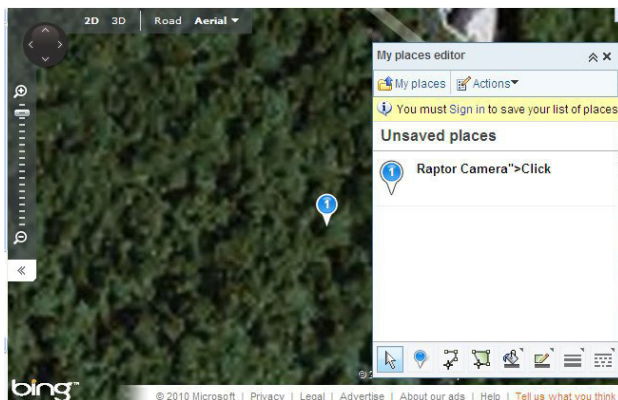 2D 3D Road Aerial
My places editor
My places Actions
You must Sign in to save your list of places
Unsaved places
1 Raptor Camera">Click
1
bing™
© 2010 Microsoft | Privacy | Legal | Advertise | About our ads | Help | Tell us what you think